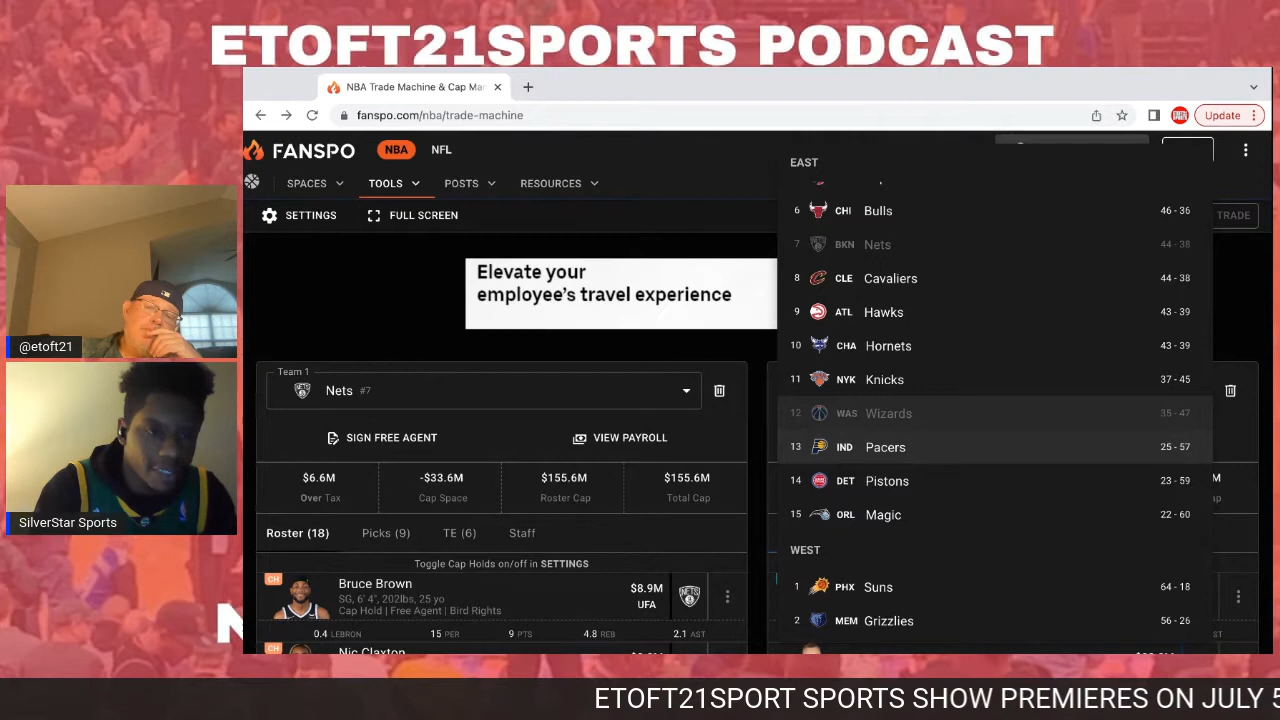 ETOFT21SPORTS PODCAST
NBA Trade Machine & Cap Ma
fanspo.com/nba/trade-machine
Update
FANSPO NBA NFL
SPACES TOOLS POSTS RESOURCES
SETTINGS FULL SCREEN
TRADE
Elevate your
employee's travel experience
Team 1
Nets #7
SIGN FREE AGENT VIEW PAYROLL
$6.6M -$33.6M $155.6M $155.6M
Over Tax Cap Space Roster Cap Total Cap
Roster (18) Picks (9) TE (6) Staff
Toggle Cap Holds on/off in SETTINGS
CH
Bruce Brown
SG, 6' 4", 202lbs, 25 yo
Cap Hold | Free Agent | Bird Rights
$8.9M
UFA
NETS
0.4 LEBRON 15 PER 9 PTS 4.8 REB 2.1 AST
CH
Nic Claxton
EAST
6 CHI Bulls 46 - 36
7 BKN Nets 44 - 38
8 CLE Cavaliers 44 - 38
9 ATL Hawks 43 - 39
10 CHA Hornets 43 - 39
11 NYK Knicks 37 - 45
12 WAS Wizards 35 - 47
13 IND Pacers 25 - 57
14 DET Pistons 23 - 59
15 ORL Magic 22 - 60
WEST
1 PHX Suns 64 - 18
2 MEM Grizzlies 56 - 26
@etoft21
SilverStar Sports
N
ETOFT21SPORT SPORTS SHOW PREMIERES ON JULY 5